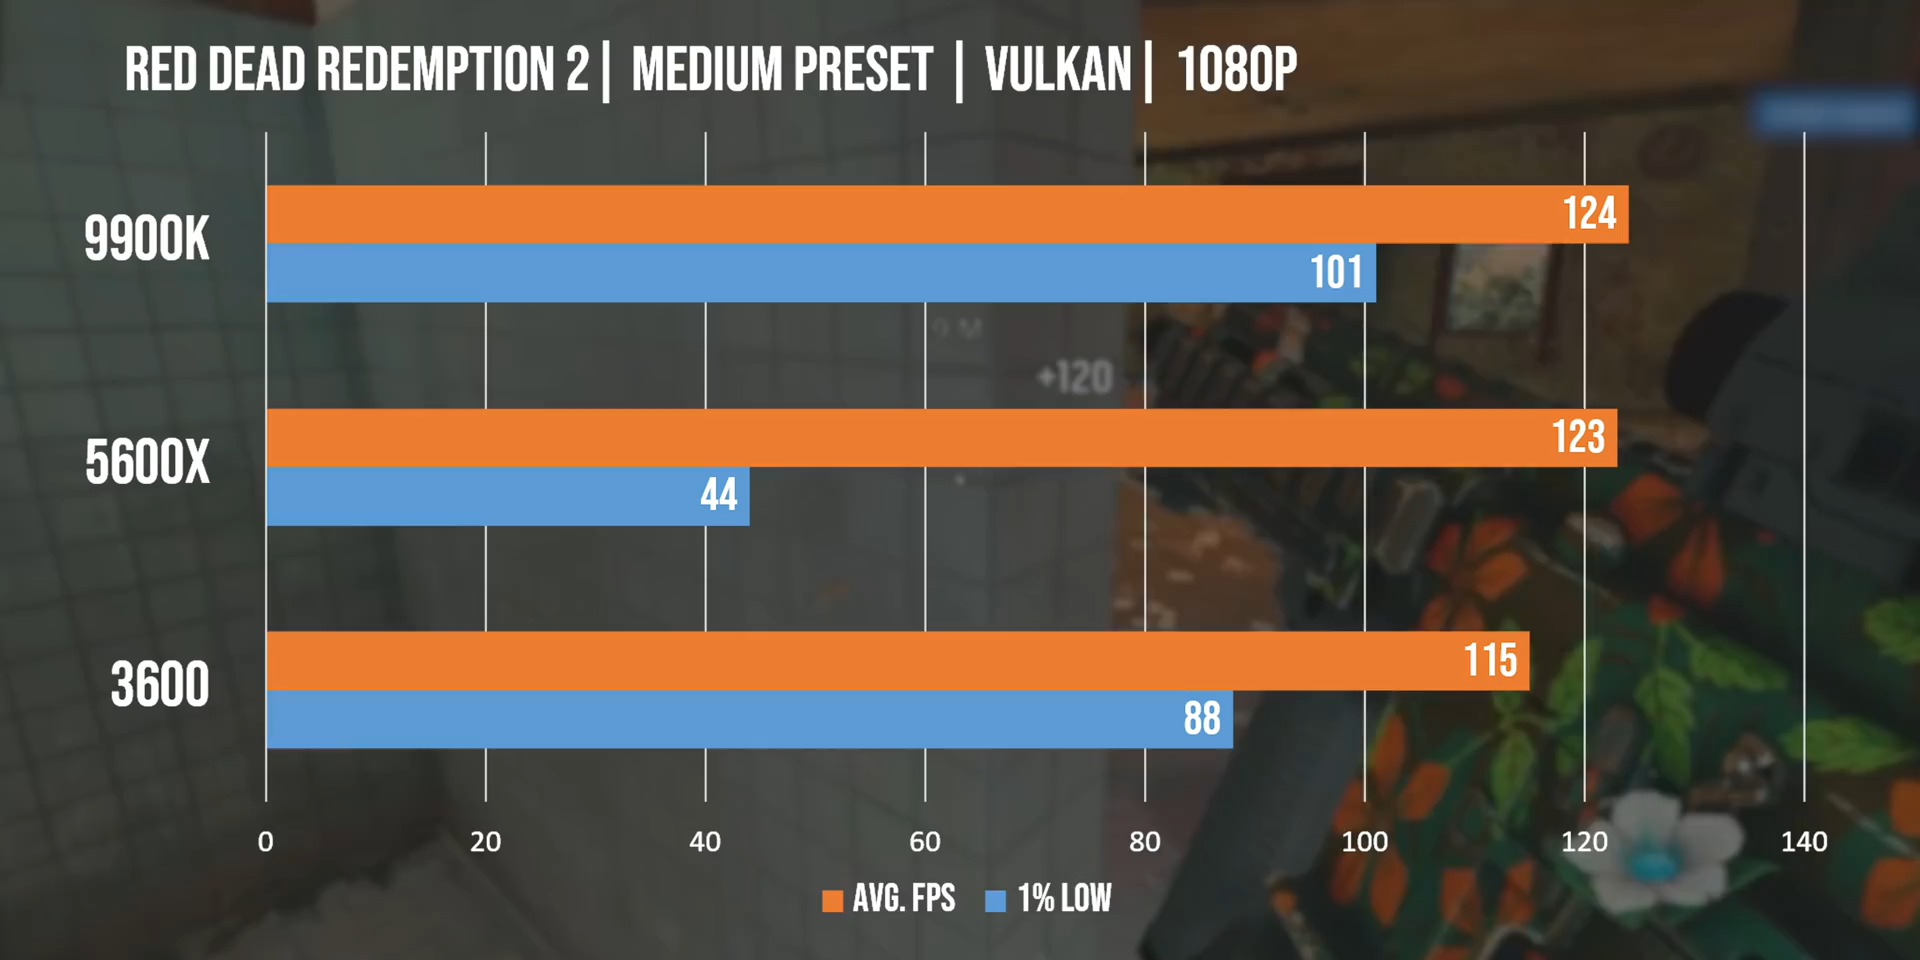 RED DEAD REDEMPTION 2 | MEDIUM PRESET | VULKAN | 1080P
9900K
124
101
+120
5600X
123
44
3600
115
88
0 20 40 60 80 100 120 140
AVG. FPS 1% LOW